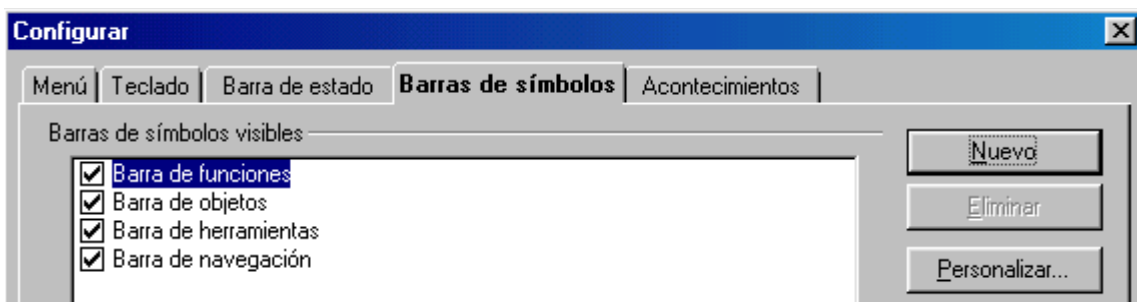 Configurar
Menú Teclado Barra de estado Barras de símbolos Acontecimientos
Barras de símbolos visibles
Barra de funciones
Barra de objetos
Barra de herramientas
Barra de navegación
Nuevo
Eliminar
Personalizar...